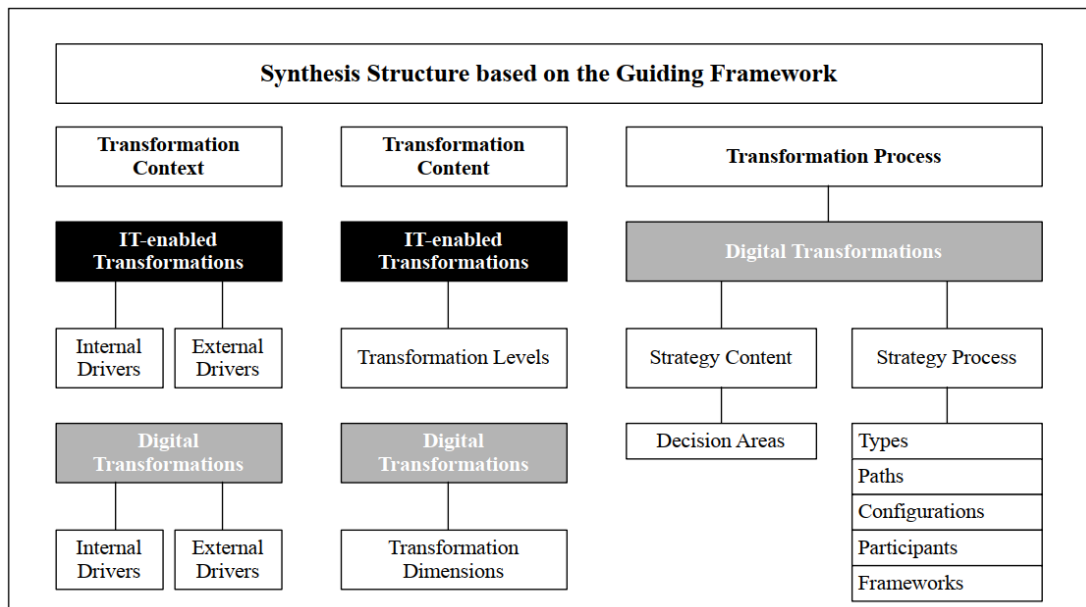 Synthesis Structure based on the Guiding Framework
Transformation
Context
IT-enabled
Transformations
Internal
Drivers
External
Drivers
Digital
Transformations
Internal
Drivers
External
Drivers
Transformation
Content
IT-enabled
Transformations
Transformation Levels
Digital
Transformations
Transformation
Dimensions
Transformation Process
Digital Transformations
Strategy Content
Decision Areas
Strategy Process
Types
Paths
Configurations
Participants
Frameworks